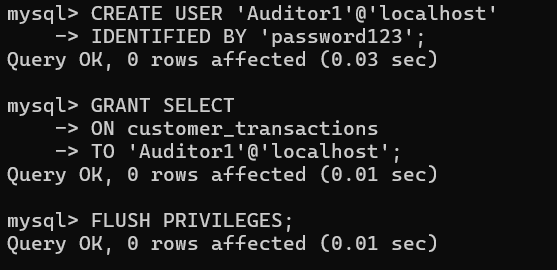 mysql> CREATE USER 'Auditor1'@'localhost'
    -> IDENTIFIED BY 'password123';
Query OK, 0 rows affected (0.03 sec)
mysql> GRANT SELECT
    -> ON customer_transactions
    -> TO 'Auditor1'@'localhost';
Query OK, 0 rows affected (0.01 sec)
mysql> FLUSH PRIVILEGES;
Query OK, 0 rows affected (0.01 sec)